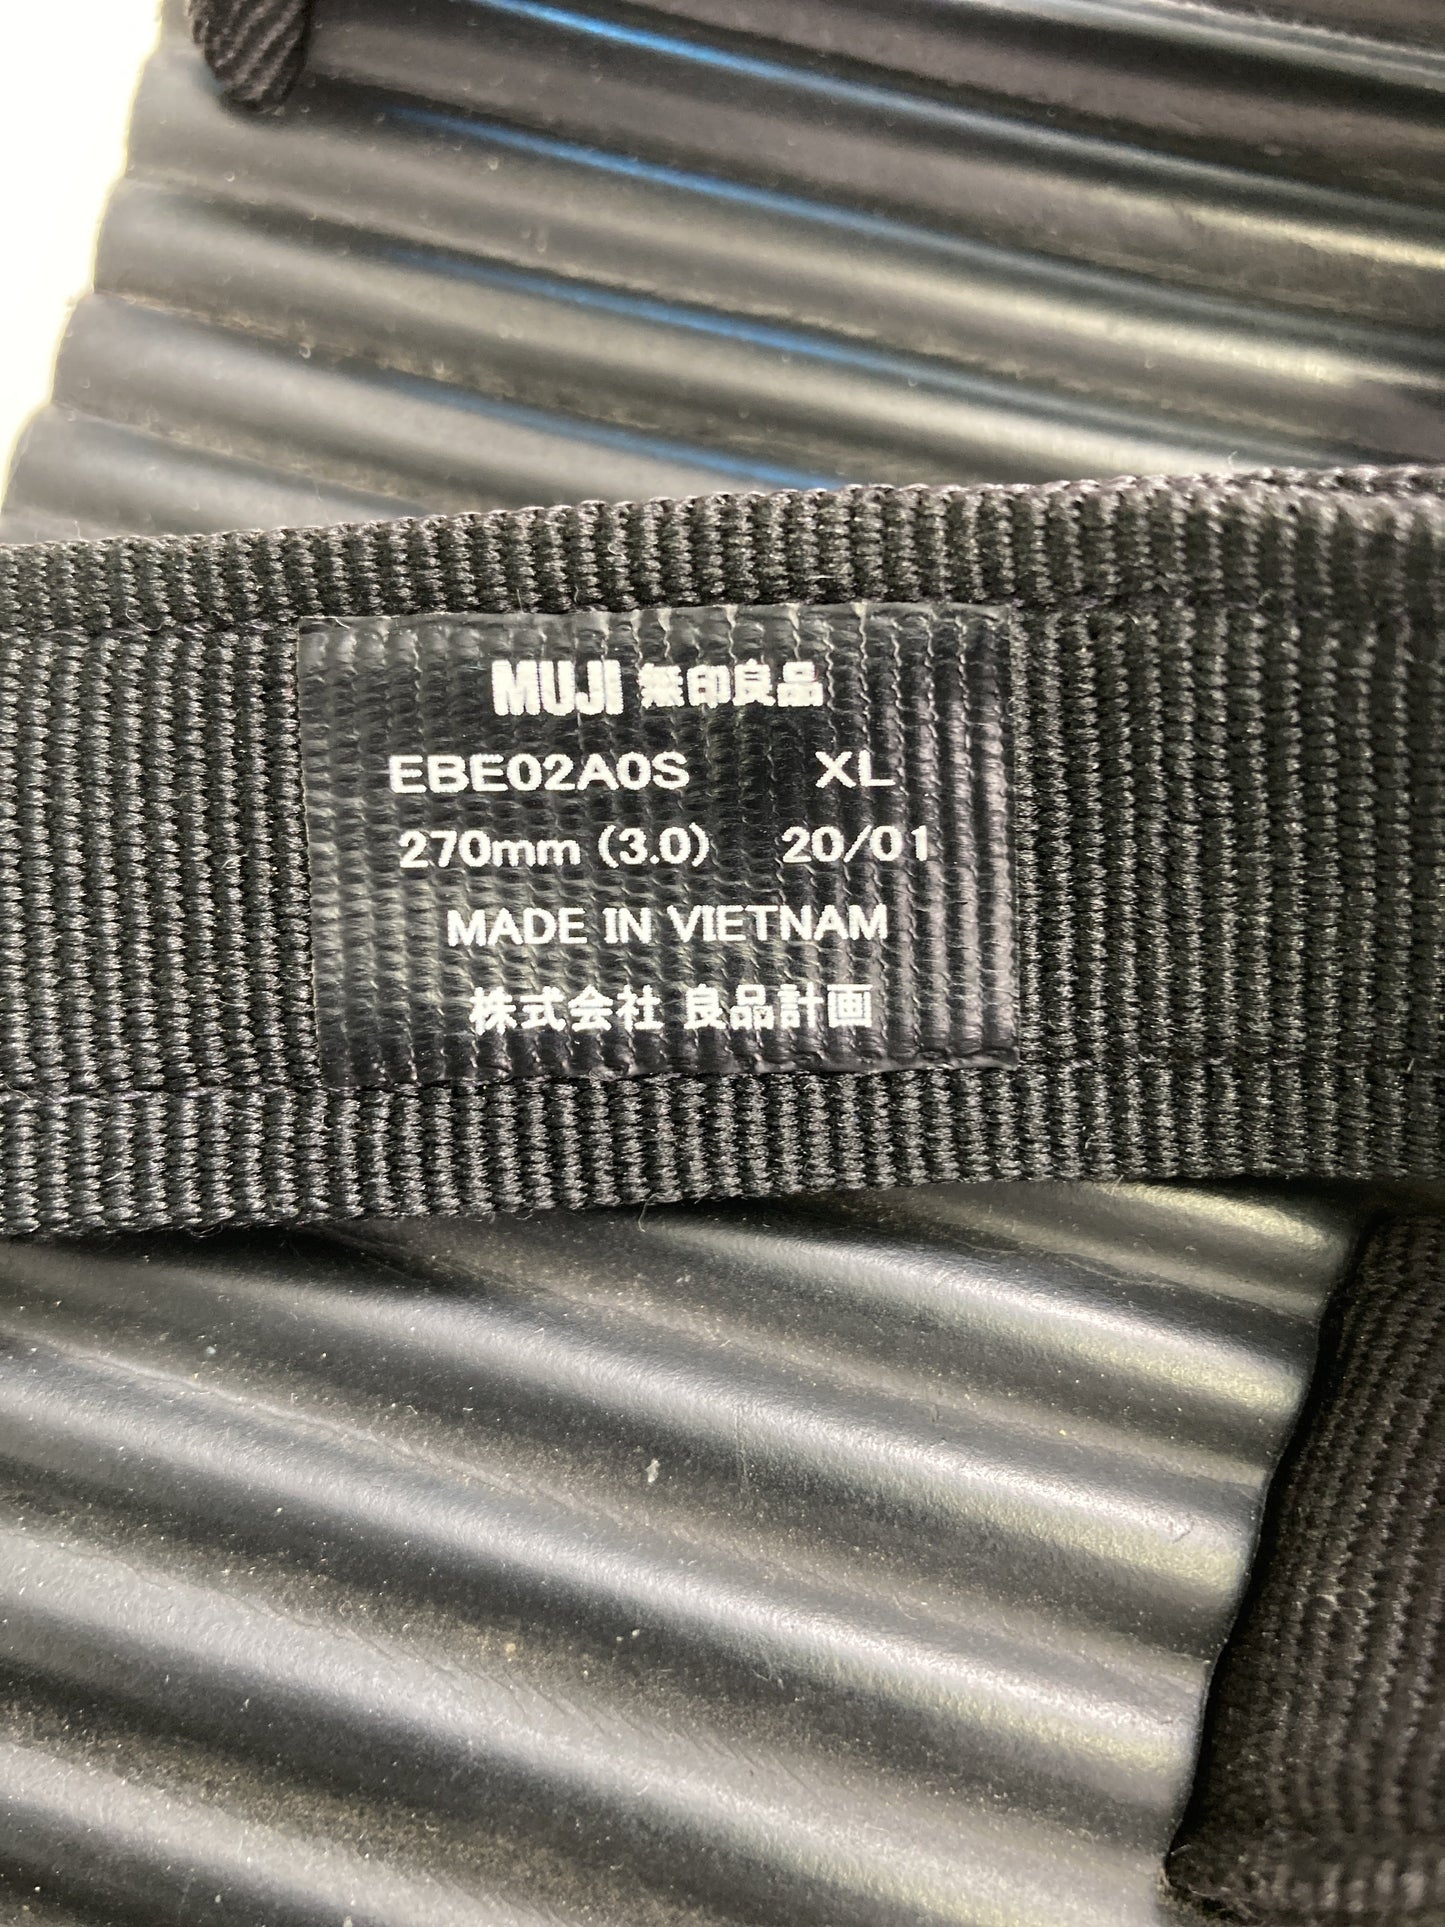 MUJI 無印良品
EBE02A0S XL
270mm (3.0) 20/01
MADE IN VIETNAM
株式会社 良品計画